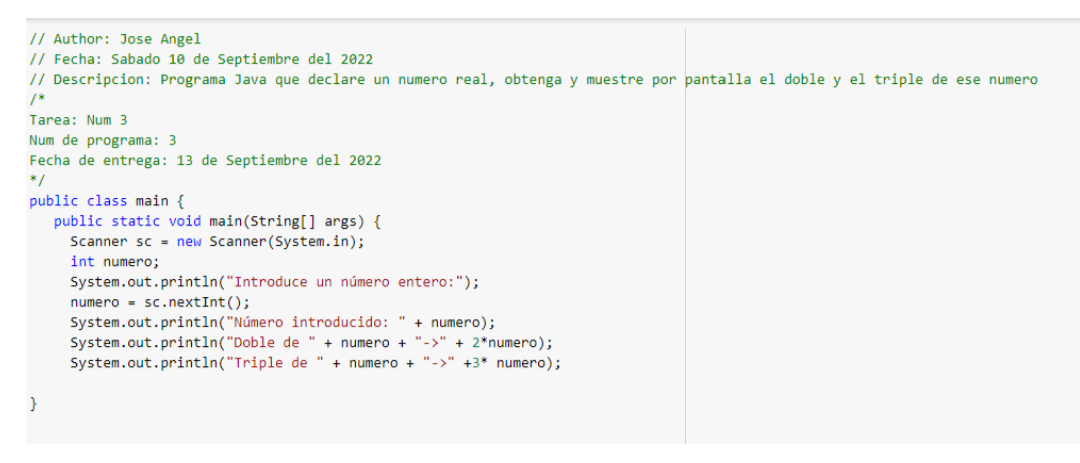 // Author: Jose Angel
// Fecha: Sabado 10 de Septiembre del 2022
// Descripcion: Programa Java que declare un numero real, obtenga y muestre por pantalla el doble y el triple de ese numero
/*
Tarea: Num 3
Num de programa: 3
Fecha de entrega: 13 de Septiembre del 2022
*/
public class main {
   public static void main(String[] args) {
     Scanner sc = new Scanner(System.in);
     int numero;
     System.out.println("Introduce un número entero:");
     numero = sc.nextInt();
     System.out.println("Número introducido: " + numero);
     System.out.println("Doble de " + numero + "->" + 2*numero);
     System.out.println("Triple de " + numero + "->" +3* numero);
}